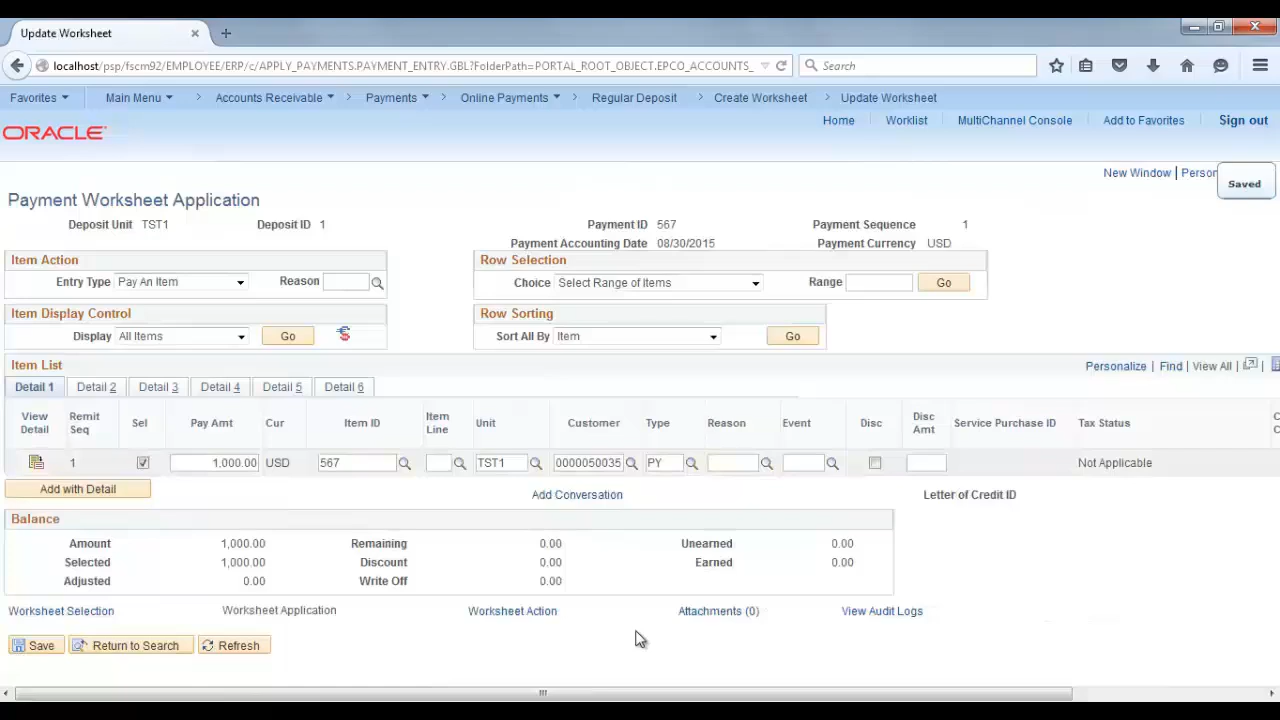 Update Worksheet
localhost/psp/fscm92/EMPLOYEE/ERP/c/APPLY_PAYMENTS.PAYMENT_ENTRY.GBL?FolderPath=PORTAL_ROOT_OBJECT.EPCO_ACCOUNTS_ Search
Favorites Main Menu > Accounts Receivable > Payments > Online Payments > Regular Deposit > Create Worksheet > Update Worksheet
Home Worklist MultiChannel Console Add to Favorites Sign out
ORACLE
New Window | Person
Saved
Payment Worksheet Application
Deposit Unit TST1 Deposit ID 1 Payment ID 567 Payment Sequence 1
Payment Accounting Date 08/30/2015 Payment Currency USD
Item Action Row Selection
Entry Type Pay An Item Reason Choice Select Range of Items Range Go
Item Display Control Row Sorting
Display All Items Go Sort All By Item Go
Item List Personalize | Find | View All | |
Detail 1 Detail 2 Detail 3 Detail 4 Detail 5 Detail 6
View Detail Remit Seq Sel Pay Amt Cur Item ID Item Line Unit Customer Type Reason Event Disc Disc Amt Service Purchase ID Tax Status C C
1 1,000.00 USD 567 TST1 0000050035 PY Not Applicable
Add with Detail Add Conversation Letter of Credit ID
Balance
Amount 1,000.00 Remaining 0.00 Unearned 0.00
Selected 1,000.00 Discount 0.00 Earned 0.00
Adjusted 0.00 Write Off 0.00
Worksheet Selection Worksheet Application Worksheet Action Attachments (0) View Audit Logs
Save Return to Search Refresh